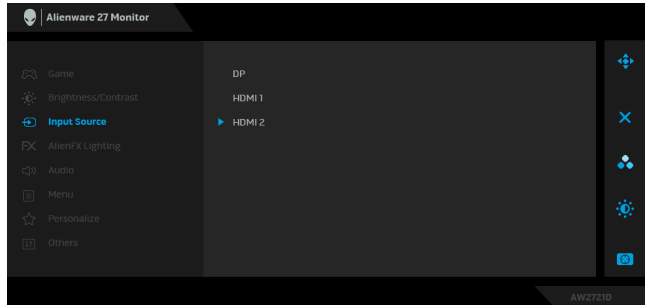 Alienware 27 Monitor
Game
DP
Brightness/Contrast
HDMI 1
Input Source
HDMI 2
AlienFX Lighting
Audio
Menu
Personalize
Others
AW2721D